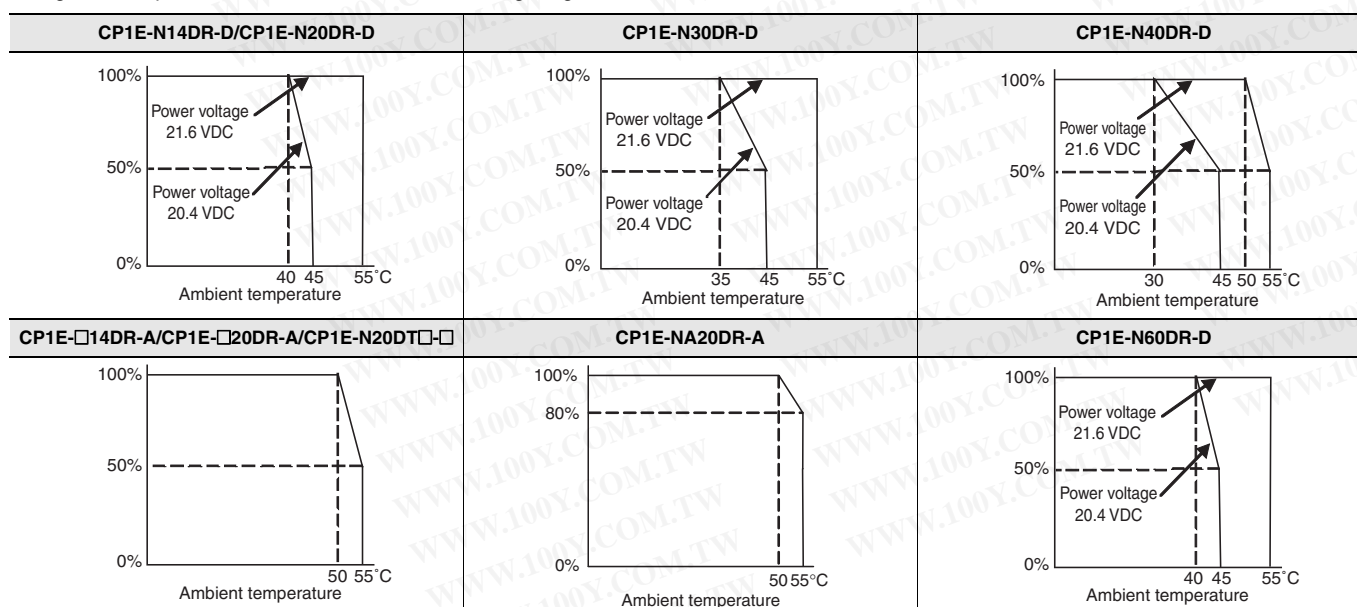 CP1E-N14DR-D/CP1E-N20DR-D
100%
Power voltage
21.6 VDC
50%
Power voltage
20.4 VDC
0%
40 45 55˚C
Ambient temperature
CP1E-N30DR-D
100%
Power voltage
21.6 VDC
50%
Power voltage
20.4 VDC
0%
35 45 55˚C
Ambient temperature
CP1E-N40DR-D
100%
Power voltage
21.6 VDC
50%
Power voltage
20.4 VDC
0%
30 45 50 55˚C
Ambient temperature
CP1E-□14DR-A/CP1E-□20DR-A/CP1E-N20DT□-□
100%
50%
0%
50 55˚C
Ambient temperature
CP1E-NA20DR-A
100%
80%
0%
50 55°C
Ambient temperature
CP1E-N60DR-D
100%
Power voltage
21.6 VDC
50%
Power voltage
20.4 VDC
0%
40 45 55˚C
Ambient temperature
WWW.100Y.COM.TW